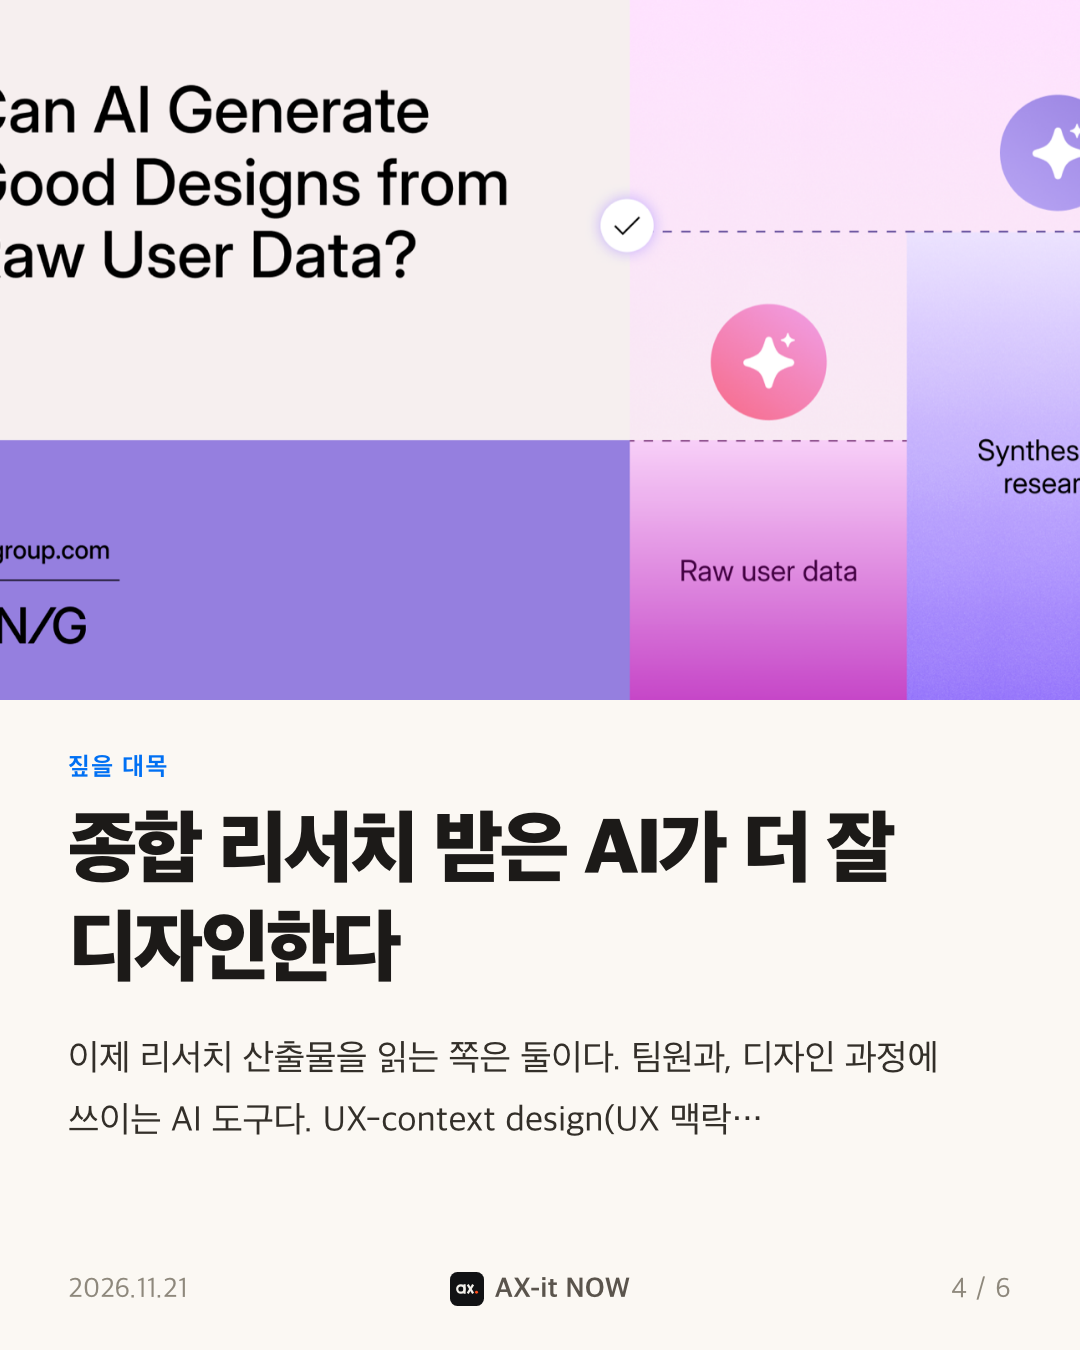 Can AI Generate
Good Designs from
Raw User Data?
group.com
N/G
Raw user data
Synthes
resear
짚을 대목
종합 리서치 받은 AI가 더 잘
디자인한다
이제 리서치 산출물을 읽는 쪽은 둘이다. 팀원과, 디자인 과정에
쓰이는 AI 도구다. UX-context design(UX 맥락…
2026.11.21
ax. AX-it NOW
4 / 6